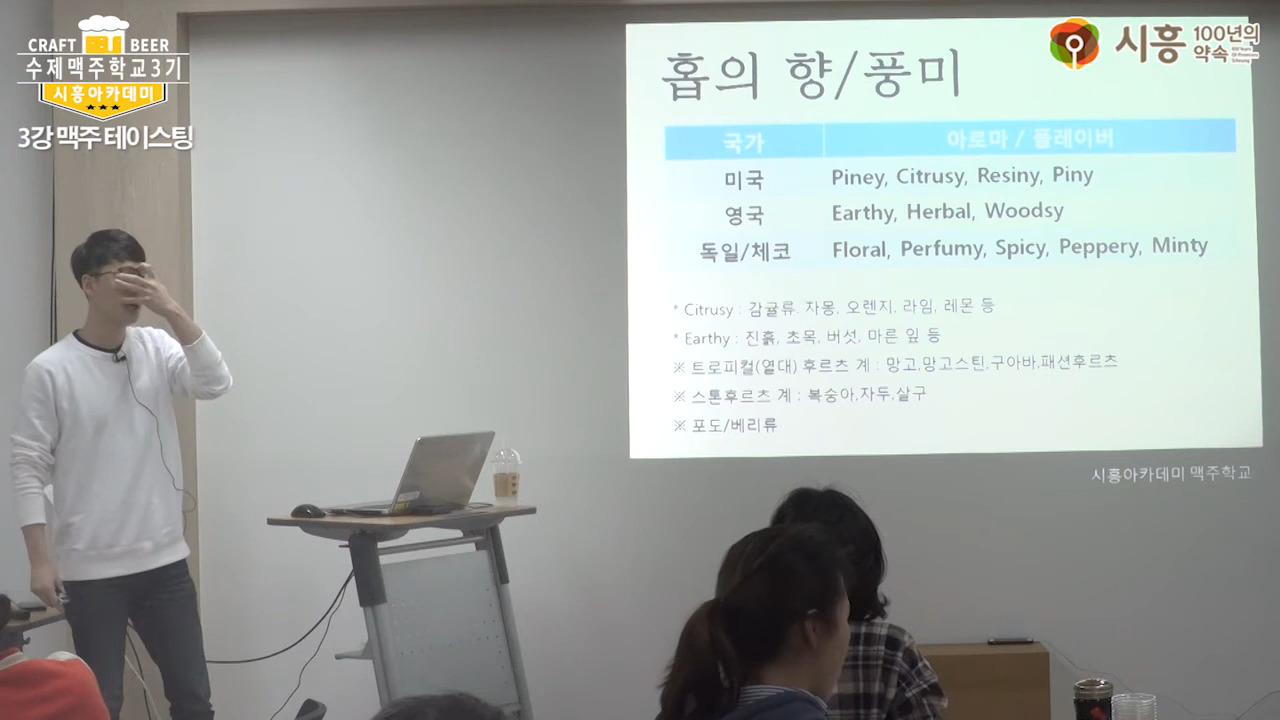 CRAFT BEER
수제맥주학교3기
시흥아카데미
3강 맥주 테이스팅
시흥 100년의 약속
홉의 향/풍미
국가 아로마 / 플레이버
미국 Piney, Citrusy, Resiny, Piny
영국 Earthy, Herbal, Woodsy
독일/체코 Floral, Perfumy, Spicy, Peppery, Minty
* Citrusy : 감귤류. 자몽, 오렌지, 라임, 레몬 등
* Earthy : 진흙, 초목, 버섯, 마른 잎 등
※ 트로피컬(열대) 후르츠 계 : 망고,망고스틴,구아바,패션후르츠
※ 스톤후르츠 계 : 복숭아,자두,살구
※ 포도/베리류
시흥아카데미 맥주학교